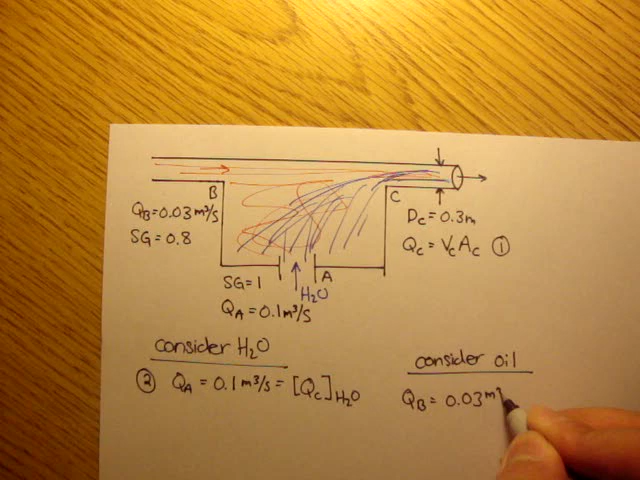 B
C
Q_B = 0.03 m³/s
SG = 0.8
D_C = 0.3m
Q_C = V_C A_C ①
SG = 1
A
H₂O
Q_A = 0.1 m³/s
consider H₂O
② Q_A = 0.1 m³/s = [Q_C]_H₂O
consider oil
Q_B = 0.03 m³